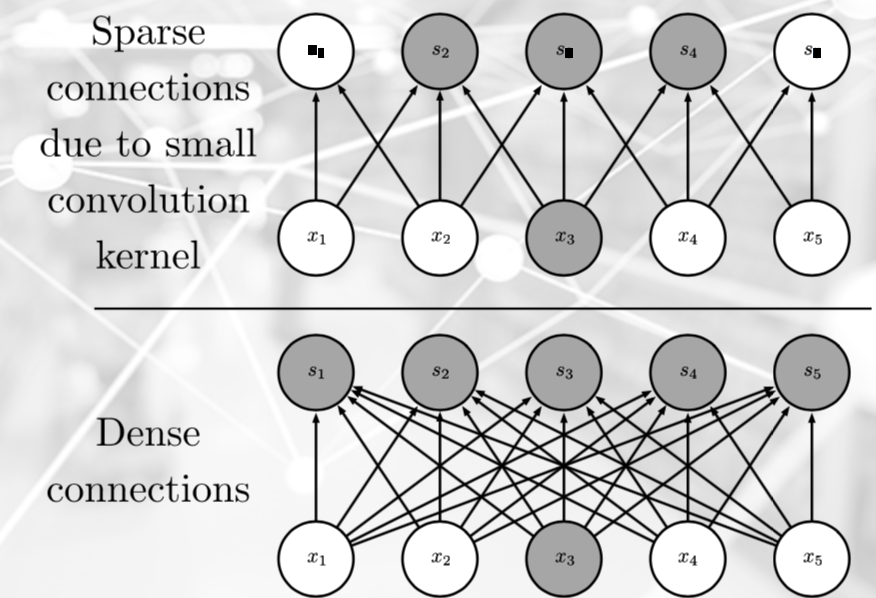 Sparse
connections
due to small
convolution
kernel
s2 s s4 s
x1 x2 x3 x4 x5
s1 s2 s3 s4 s5
Dense
connections
x1 x2 x3 x4 x5